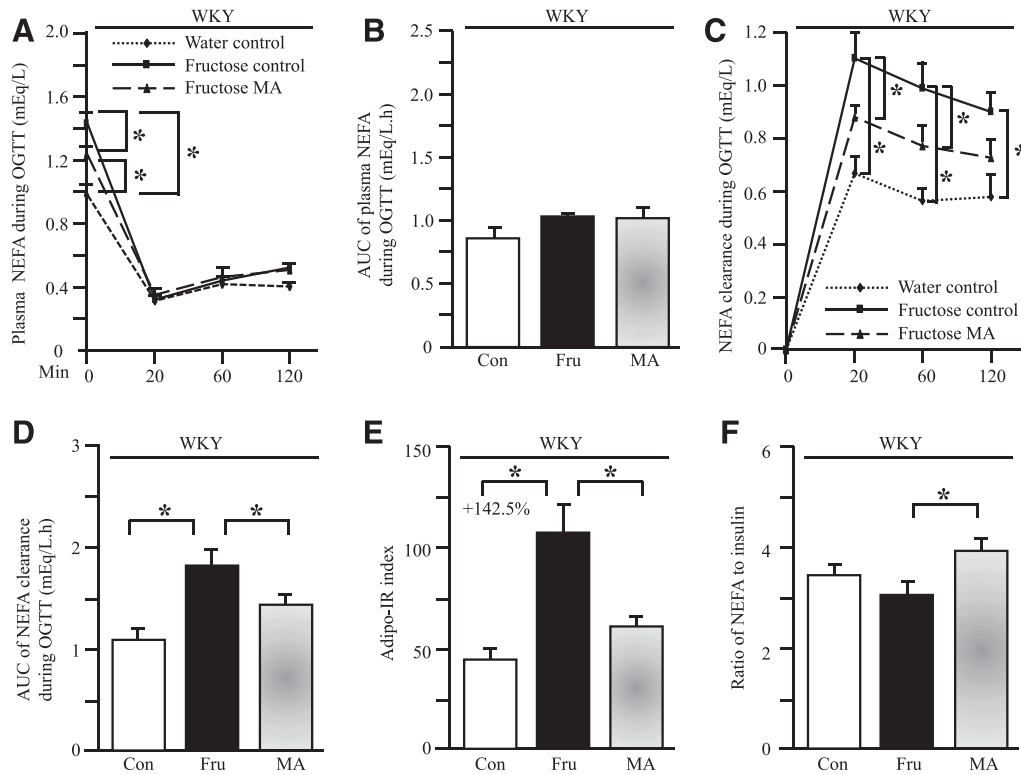 A
WKY
Plasma NEFA during OGTT (mEq/L)
2.0
1.6
1.2
0.8
0.4
0
Water control
Fructose control
Fructose MA
*
*
*
Min
0 20 60 120
B
WKY
AUC of plasma NEFA
during OGTT (mEq/L.h)
2.5
2.0
1.5
1.0
0.5
0
Con Fru MA
C
WKY
NEFA clearance during OGTT (mEq/L)
1.2
1.0
0.8
0.6
0.4
0.2
0
*
*
*
*
*
Water control
Fructose control
Fructose MA
0 20 60 120
D
WKY
AUC of NEFA clearance
during OGTT (mEq/L.h)
3
2
1
0
* *
Con Fru MA
E
WKY
Adipo-IR index
150
100
50
0
* *
+142.5%
Con Fru MA
F
WKY
Ratio of NEFA to insulin
6
4
2
0
*
Con Fru MA